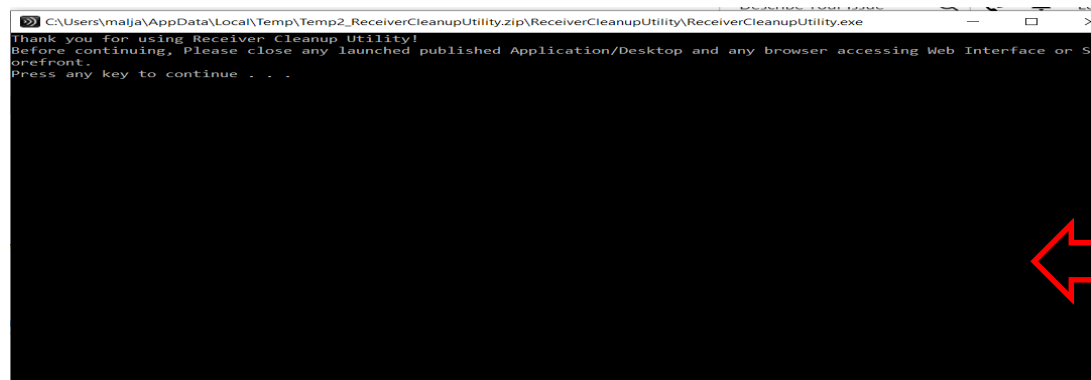 C:\Users\malja\AppData\Local\Temp\Temp2_ReceiverCleanupUtility.zip\ReceiverCleanupUtility\ReceiverCleanupUtility.exe
Thank you for using Receiver Cleanup Utility!
Before continuing, Please close any launched published Application/Desktop and any browser accessing Web Interface or S
orefront.
Press any key to continue . . .